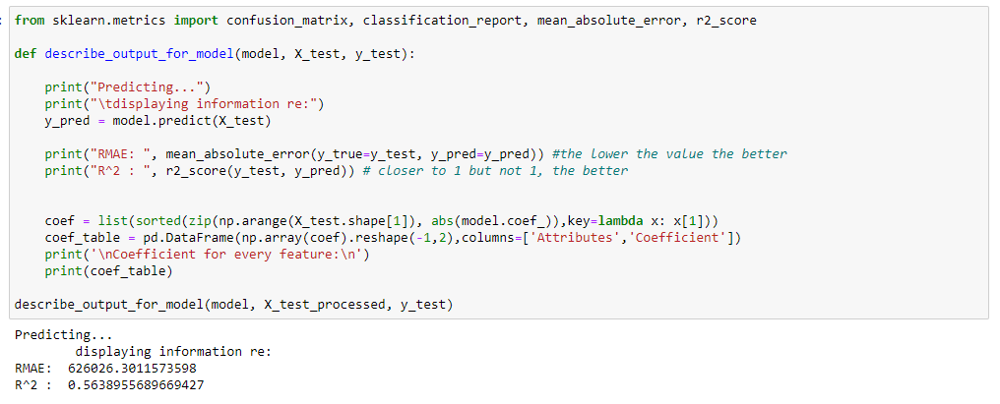 from sklearn.metrics import confusion_matrix, classification_report, mean_absolute_error, r2_score
def describe_output_for_model(model, X_test, y_test):
    print("Predicting...")
    print("\tdisplaying information re:")
    y_pred = model.predict(X_test)
    print("RMAE: ", mean_absolute_error(y_true=y_test, y_pred=y_pred)) #the lower the value the better
    print("R^2 : ", r2_score(y_test, y_pred)) # closer to 1 but not 1, the better
    coef = list(sorted(zip(np.arange(X_test.shape[1]), abs(model.coef_)),key=lambda x: x[1]))
    coef_table = pd.DataFrame(np.array(coef).reshape(-1,2),columns=['Attributes','Coefficient'])
    print('\nCoefficient for every feature:\n')
    print(coef_table)
describe_output_for_model(model, X_test_processed, y_test)
Predicting...
        displaying information re:
RMAE:  626026.3011573598
R^2 :  0.5638955689669427